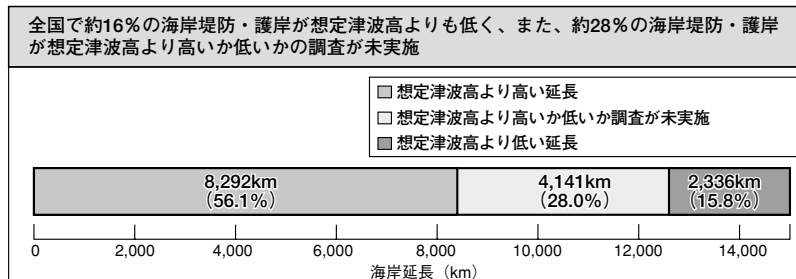 全国で約16％の海岸堤防・護岸が想定津波高よりも低く、また、約28％の海岸堤防・護岸
が想定津波高より高いか低いかの調査が未実施
想定津波高より高い延長
想定津波高より高いか低いか調査が未実施
想定津波高より低い延長
8,292km
（56.1%）
4,141km
（28.0%）
2,336km
（15.8%）
0 2,000 4,000 6,000 8,000 10,000 12,000 14,000
海岸延長（km）